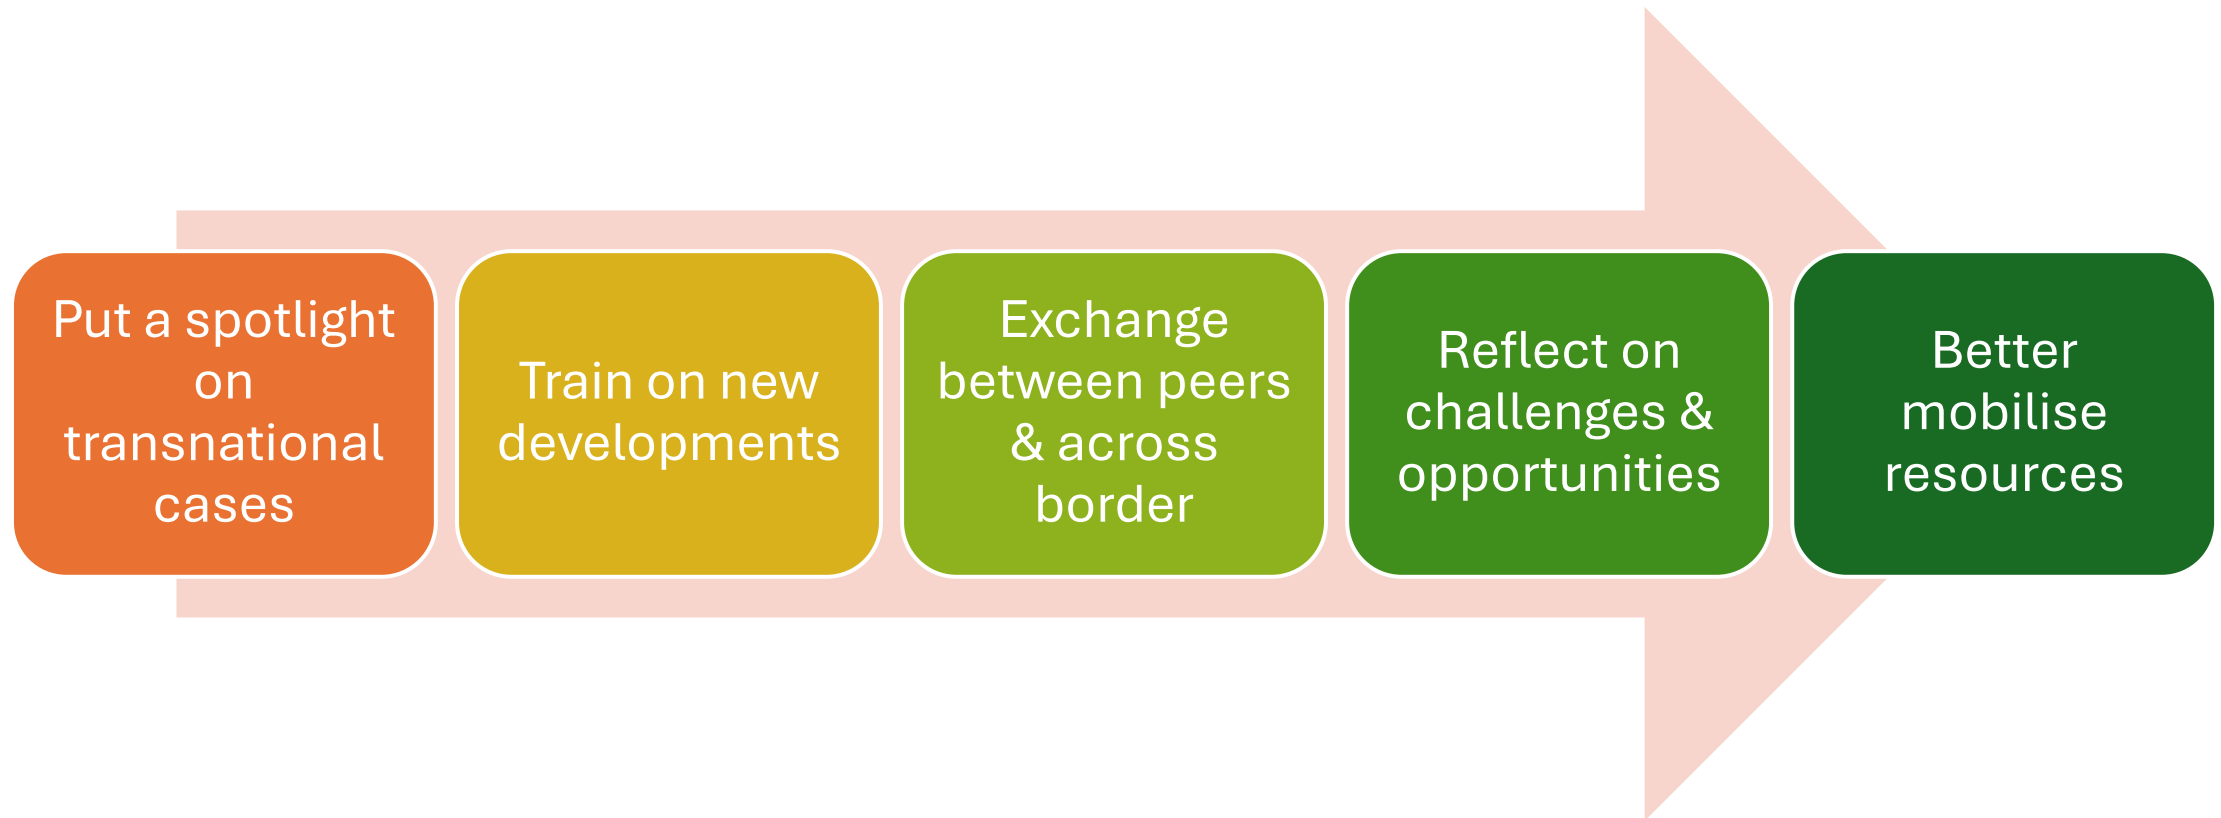 Put a spotlight
on
transnational
cases
Train on new
developments
Exchange
between peers
& across
border
Reflect on
challenges &
opportunities
Better
mobilise
resources